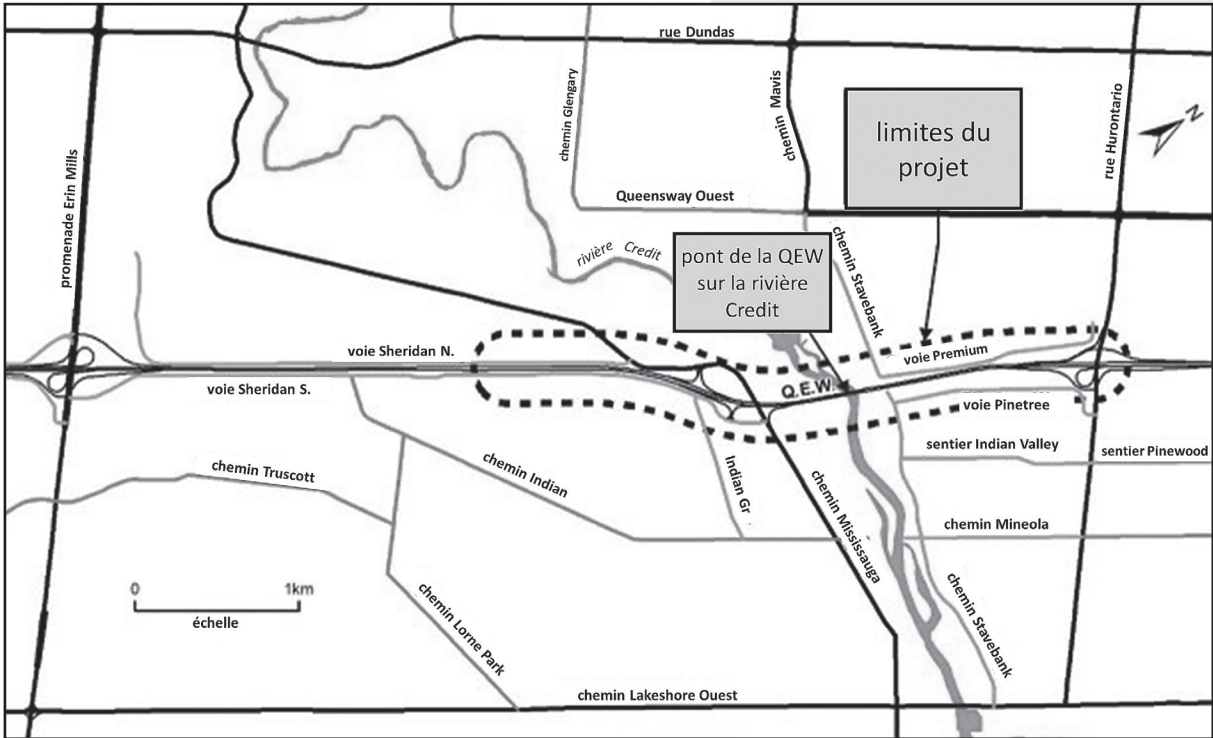 rue Dundas
chemin Glengary
chemin Mavis
limites du
projet
rue Hurontario
N
promenade Erin Mills
Queensway Ouest
rivière Credit
pont de la QEW
sur la rivière
Credit
chemin Stavebank
voie Sheridan N.
voie Premium
voie Sheridan S.
Q.E.W.
voie Pinetree
sentier Indian Valley
sentier Pinewood
chemin Truscott
chemin Indian
Indian Gr
chemin Mississauga
chemin Mineola
0 1km
échelle
chemin Lorne Park
chemin Stavebank
chemin Lakeshore Ouest